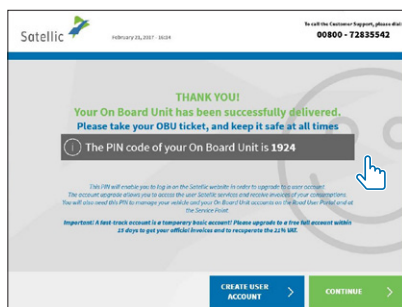 Satellic
February 23, 2017 - 16:04
To call the Customer Support, please dial:
00800 - 72835542
THANK YOU!
Your On Board Unit has been successfully delivered.
Please take your OBU ticket, and keep it safe at all times
i The PIN code of your On Board Unit is 1924
This PIN will enable you to log in on the Satellic website in order to upgrade to a user account
The account upgrade allows you to access the user Satellic services and receive invoices of your consumptions.
You will also need this PIN to manage your vehicle and your On Board Unit accounts on the Road User Portal and at
the Service Point
Important! A fast-track account is a temporary basic account! Please upgrade to a free full account within
15 days to get your official invoices and to recuperate the 21% VAT.
CREATE USER
ACCOUNT
CONTINUE